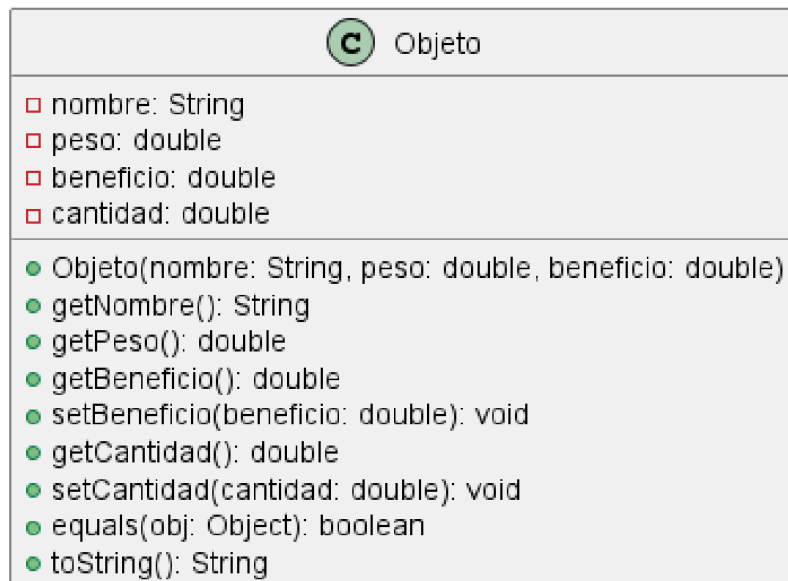 C Objeto
nombre: String
peso: double
beneficio: double
cantidad: double
Objeto(nombre: String, peso: double, beneficio: double)
getNombre(): String
getPeso(): double
getBeneficio(): double
setBeneficio(beneficio: double): void
getCantidad(): double
setCantidad(cantidad: double): void
equals(obj: Object): boolean
toString(): String